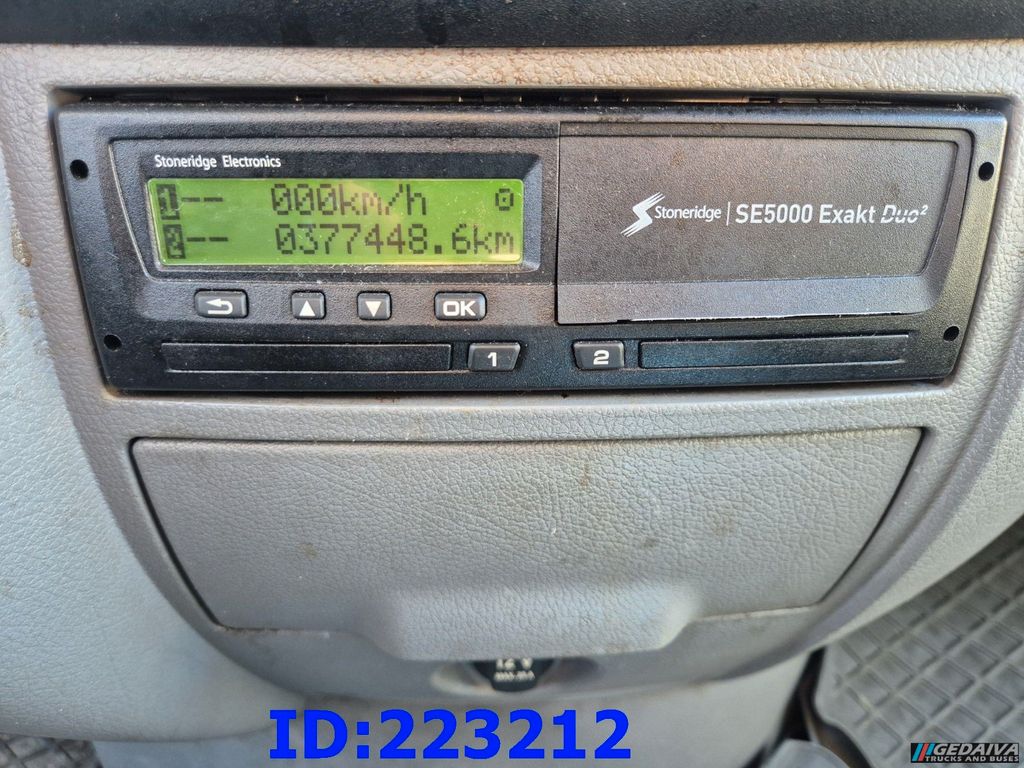 Stoneridge Electronics
1-- 000km/h
2-- 0377448.6km
Stoneridge | SE5000 Exakt Duo²
OK
1
2
12 V
ID:223212
GEDAIVA
TRUCKS AND BUSES